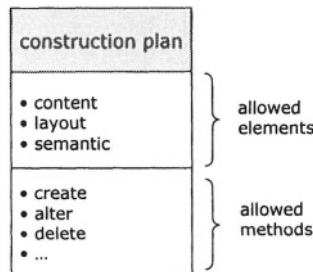 construction plan
• content
• layout
• semantic
allowed
elements
• create
• alter
• delete
• ...
allowed
methods